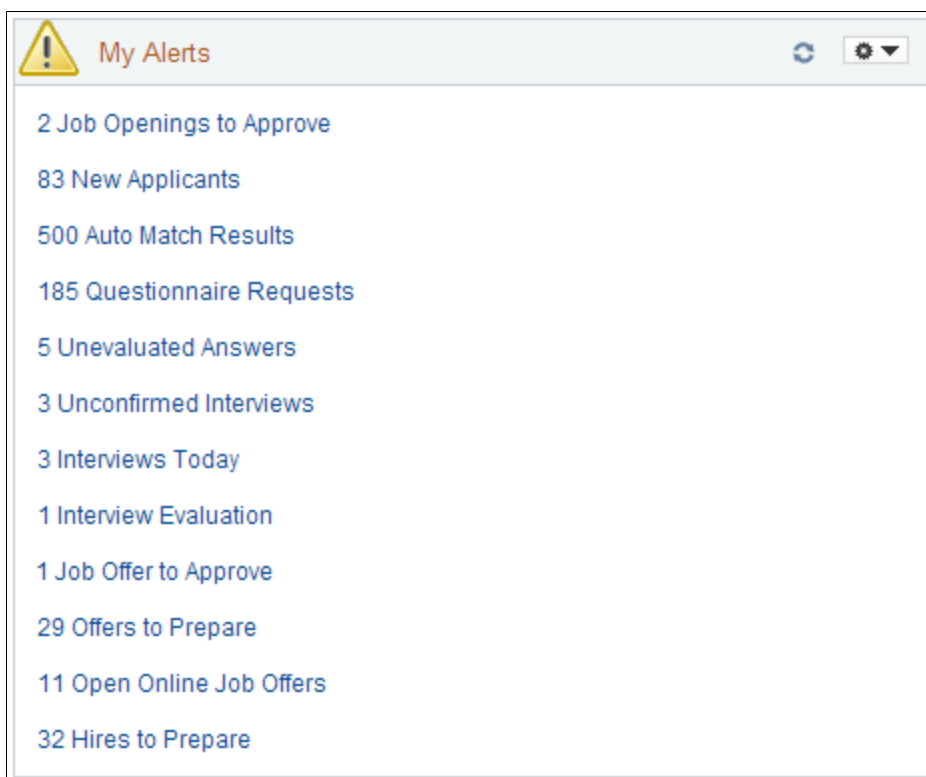 My Alerts
2 Job Openings to Approve
83 New Applicants
500 Auto Match Results
185 Questionnaire Requests
5 Unevaluated Answers
3 Unconfirmed Interviews
3 Interviews Today
1 Interview Evaluation
1 Job Offer to Approve
29 Offers to Prepare
11 Open Online Job Offers
32 Hires to Prepare